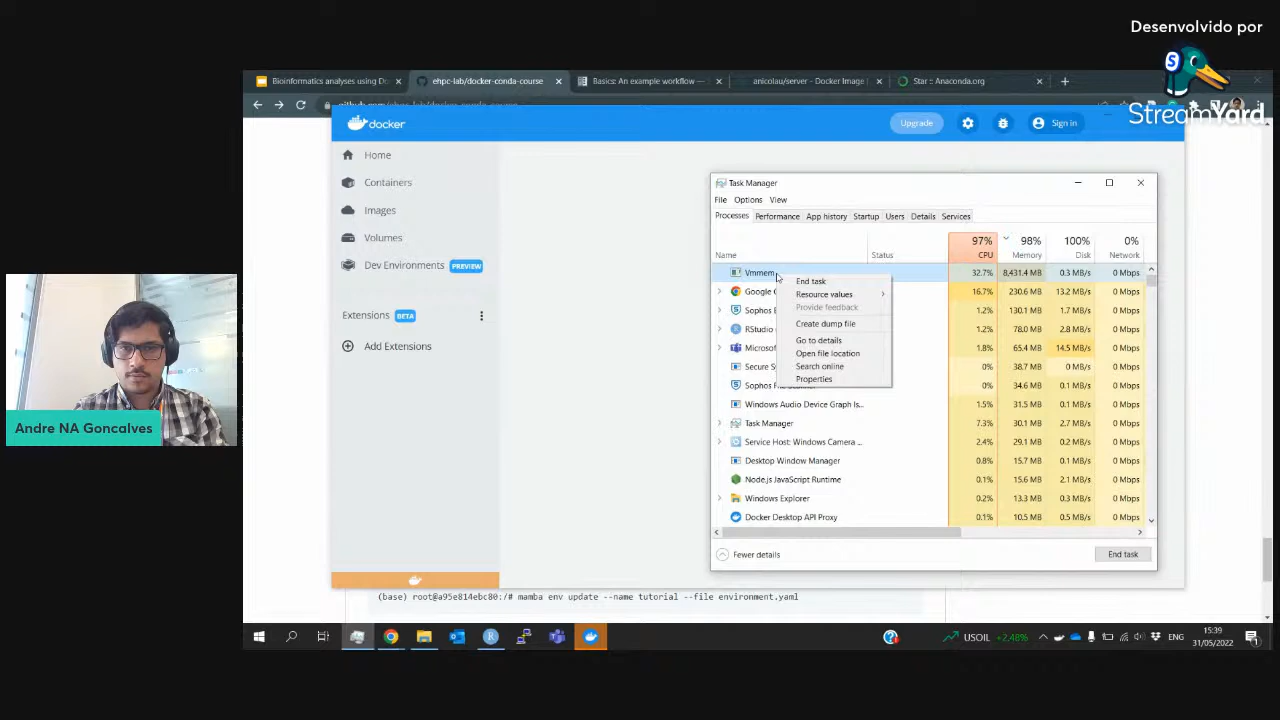 Desenvolvido por
StreamYard
Bioinformatics analyses using Do
ehpc-lab/docker-conda-course
Basics: An example workflow —
anicolau/server - Docker Image
Star :: Anaconda.org
docker
Upgrade
Sign in
Home
Containers
Images
Volumes
Dev Environments PREVIEW
Extensions BETA
Add Extensions
Task Manager
File Options View
Processes Performance App history Startup Users Details Services
97% 98% 100% 0%
Name Status CPU Memory Disk Network
Vmmem 32.7% 8,431.4 MB 0.3 MB/s 0 Mbps
Google C 16.7% 230.6 MB 13.2 MB/s 0 Mbps
Sophos 1.2% 130.1 MB 1.7 MB/s 0 Mbps
RStudio 1.2% 78.0 MB 2.8 MB/s 0 Mbps
Microsof 1.8% 65.4 MB 14.5 MB/s 0 Mbps
Secure S 0% 38.7 MB 0 MB/s 0 Mbps
Sophos 0% 34.6 MB 0.1 MB/s 0 Mbps
Windows Audio Device Graph Is... 1.5% 31.5 MB 0.1 MB/s 0 Mbps
Task Manager 7.3% 30.1 MB 2.7 MB/s 0 Mbps
Service Host: Windows Camera ... 2.4% 29.1 MB 0.2 MB/s 0 Mbps
Desktop Window Manager 0.8% 15.7 MB 0.1 MB/s 0 Mbps
Node.js JavaScript Runtime 0.1% 15.6 MB 2.1 MB/s 0 Mbps
Windows Explorer 0.2% 13.3 MB 0.3 MB/s 0 Mbps
Docker Desktop API Proxy 0.1% 10.5 MB 0.5 MB/s 0 Mbps
End task
Resource values
Provide feedback
Create dump file
Go to details
Open file location
Search online
Properties
Fewer details
End task
Andre NA Goncalves
(base) root@a95e814ebc80:/# mamba env update --name tutorial --file environment.yaml
USOIL +2.48%
ENG
15:39
31/05/2022